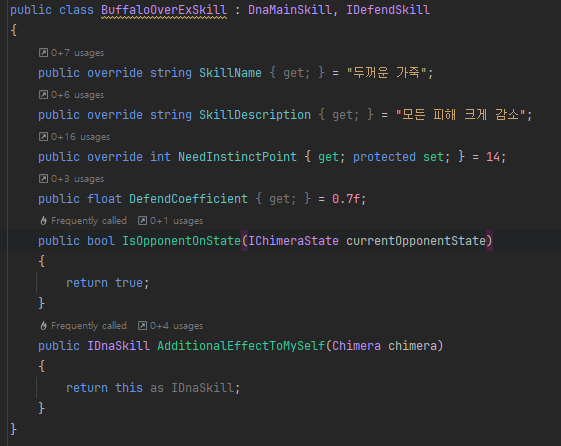 public class BuffaloOverExSkill : DnaMainSkill, IDefendSkill
{
0+7 usages
public override string SkillName { get; } = "두꺼운 가죽";
0+6 usages
public override string SkillDescription { get; } = "모든 피해 크게 감소";
0+16 usages
public override int NeedInstinctPoint { get; protected set; } = 14;
0+3 usages
public float DefendCoefficient { get; } = 0.7f;
Frequently called 0+1 usages
public bool IsOpponentOnState(IChimeraState currentOpponentState)
{
return true;
}
Frequently called 0+4 usages
public IDnaSkill AdditionalEffectToMySelf(Chimera chimera)
{
return this as IDnaSkill;
}
}